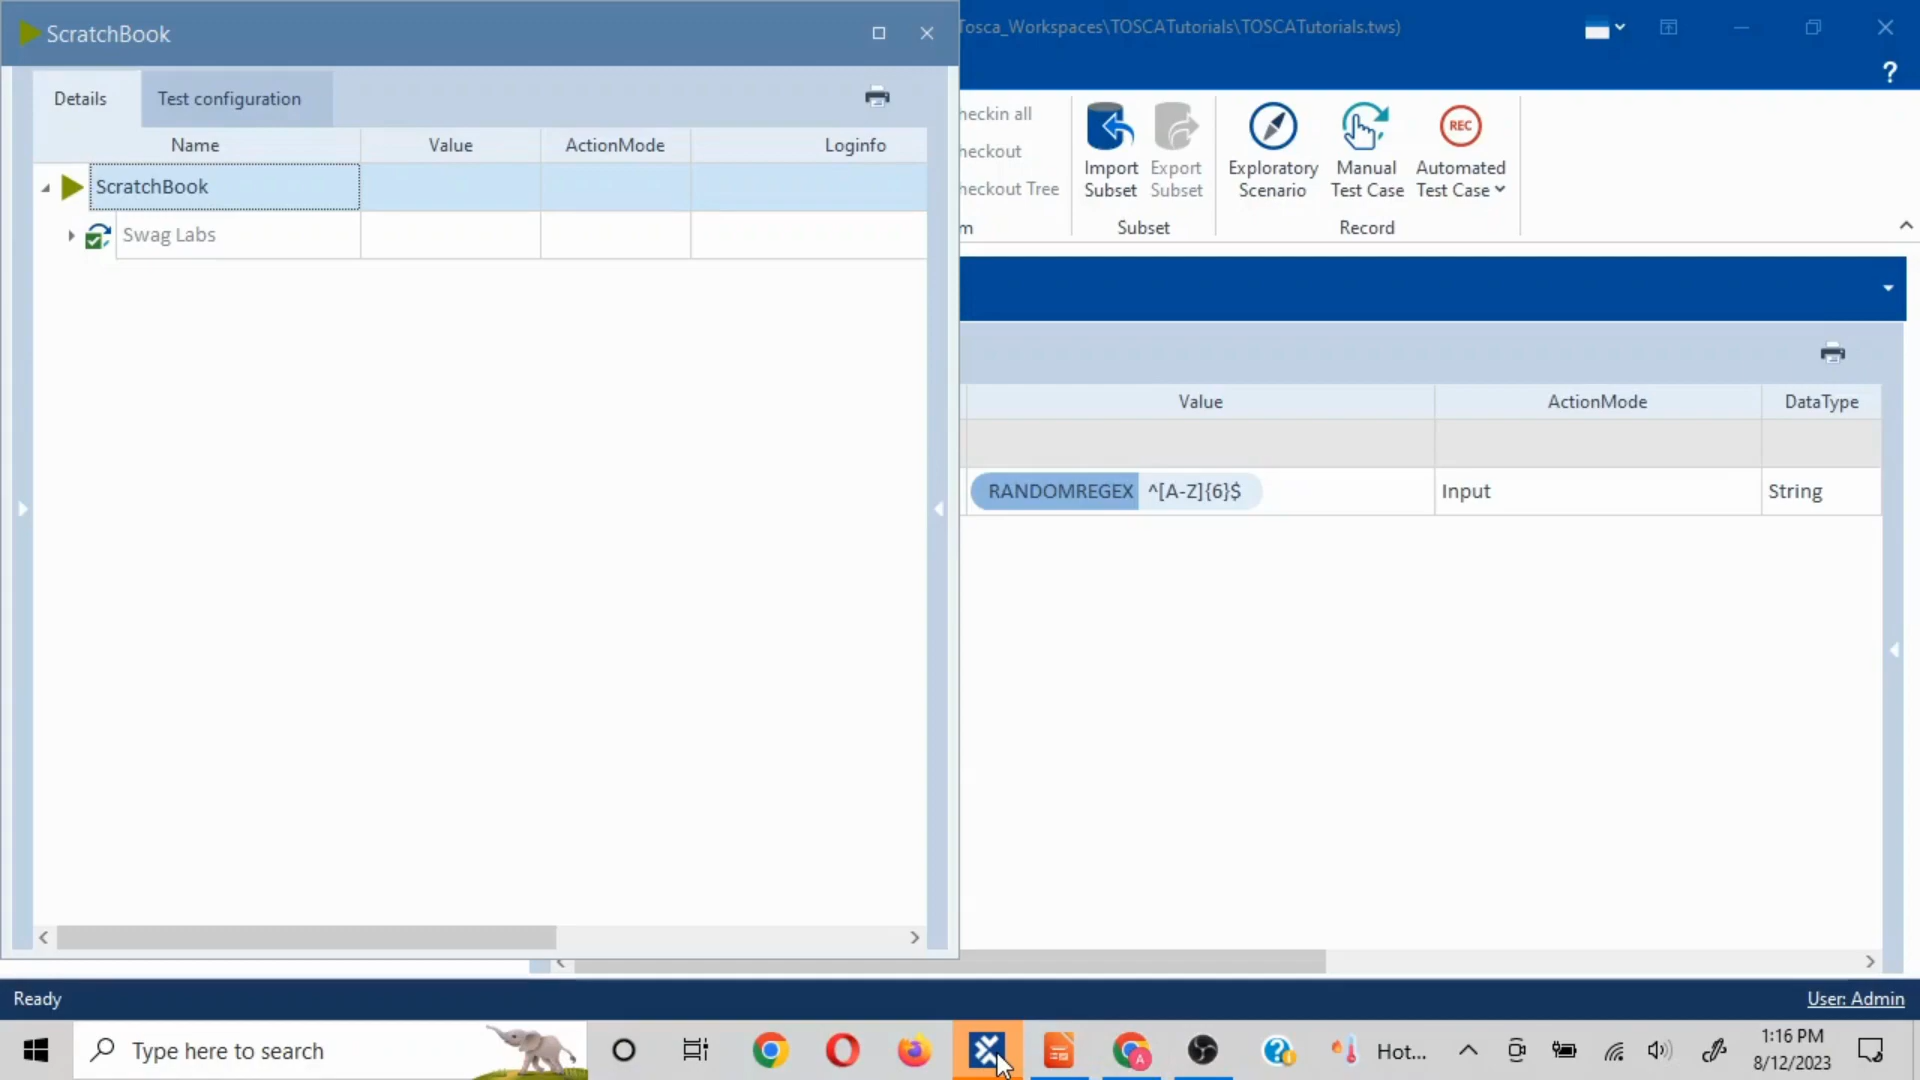 ScratchBook
Tosca_Workspaces\TOSCATutorials\TOSCATutorials.tws)
?
Details
Test configuration
Name
Value
ActionMode
Loginfo
ScratchBook
Swag Labs
heckin all
heckout
heckout Tree
m
Import
Subset
Export
Subset
Subset
Exploratory
Scenario
Manual
Test Case
REC
Automated
Test Case
Record
Value
ActionMode
DataType
RANDOMREGEX ^[A-Z]{6}$
Input
String
Ready
User: Admin
Type here to search
A
?
Hot...
1:16 PM
8/12/2023